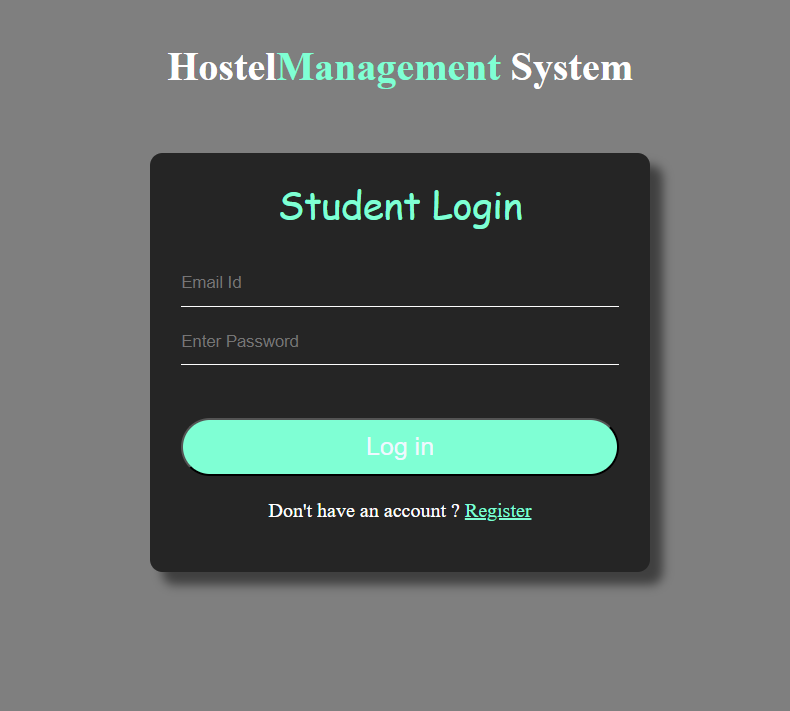 HostelManagement System
Student Login
Email Id
Enter Password
Log in
Don't have an account ? Register